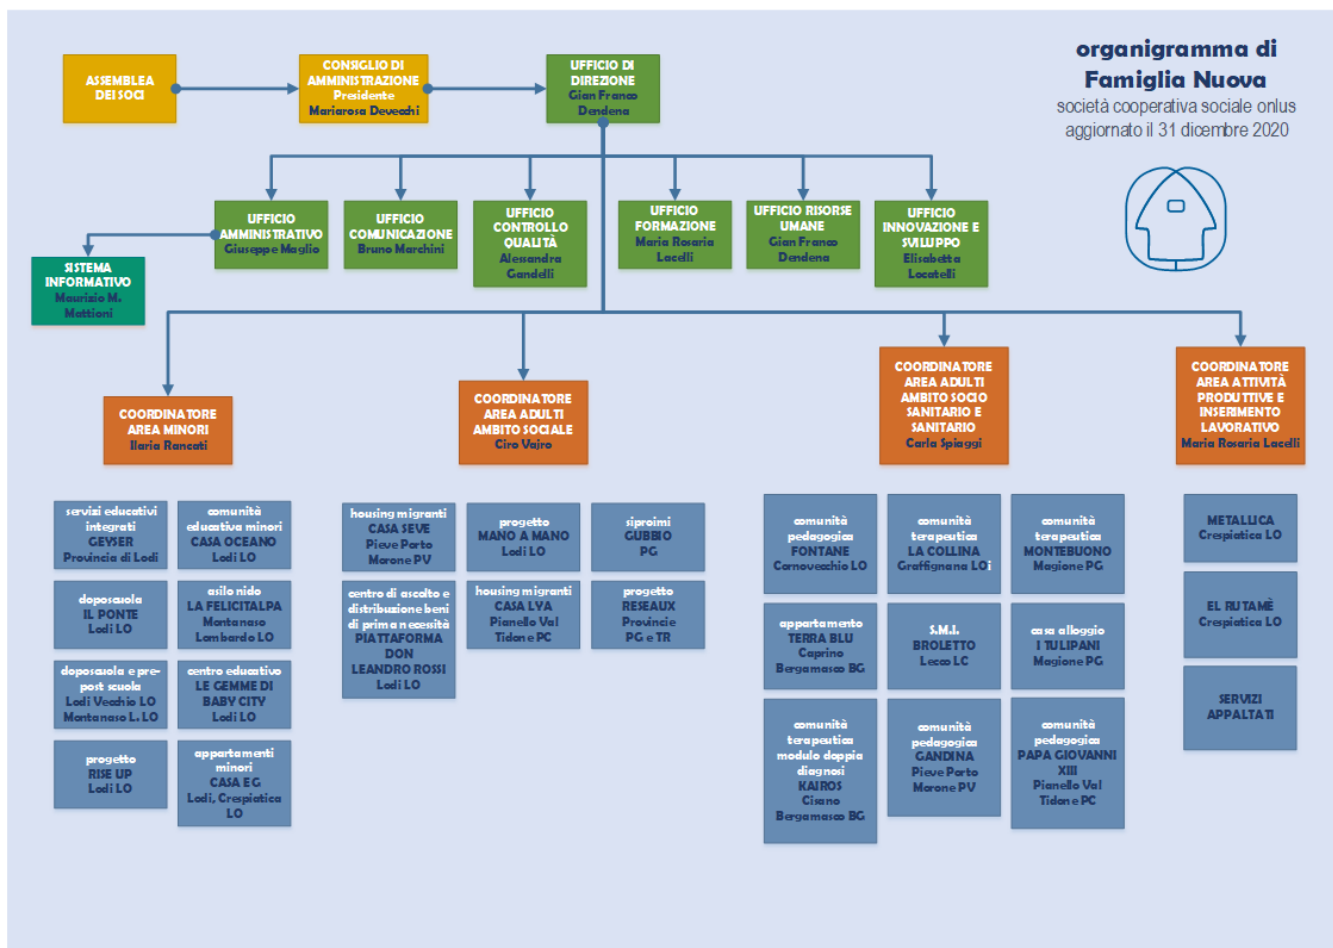 organigramma di
Famiglia Nuova
società cooperativa sociale onlus
aggiornato il 31 dicembre 2020
ASSEMBLEA
DEI SOCI
CONSIGLIO DI
AMMINISTRAZIONE
Presidente
Mariarosa Devecchi
UFFICIO DI
DIREZIONE
Gian Franco
Dendena
UFFICIO
AMMINISTRATIVO
Giuseppe Maglio
UFFICIO
COMUNICAZIONE
Bruno Marchini
UFFICIO
CONTROLLO
QUALITÀ
Alessandra
Gandelli
UFFICIO
FORMAZIONE
Maria Rosaria
Lacelli
UFFICIO RISORSE
UMANE
Gian Franco
Dendena
UFFICIO
INNOVAZIONE E
SVILUPPO
Elisabetta
Locatelli
SISTEMA
INFORMATIVO
Maurizio M.
Mattioni
COORDINATORE
AREA MINORI
Ilaria Rancati
COORDINATORE
AREA ADULTI
AMBITO SOCIALE
Ciro Vajro
COORDINATORE
AREA ADULTI
AMBITO SOCIO
SANITARIO E
SANITARIO
Carla Spiaggi
COORDINATORE
AREA ATTIVITÀ
PRODUTTIVE E
INSERIMENTO
LAVORATIVO
Maria Rosaria Lacelli
servizi educativi
integrati
GEYSER
Provincia di Lodi
comunità
educativa minori
CASA OCEANO
Lodi LO
doposcuola
IL PONTE
Lodi LO
asilo nido
LA FELICITALPA
Montanaso
Lombardo LO
doposcuola e pre-
post scuola
Lodi Vecchio LO
Montanaso L. LO
centro educativo
LE GEMME DI
BABY CITY
Lodi LO
progetto
RISE UP
Lodi LO
appartamenti
minori
CASA E G
Lodi, Crespiatica
LO
housing migranti
CASA SEVE
Pieve Porto
Morone PV
progetto
MANO A MANO
Lodi LO
siproimi
GUBBIO
PG
centro di ascolto e
distribuzione beni
di prima necessità
PIATTAFORMA
DON
LEANDRO ROSSI
Lodi LO
housing migranti
CASA LYA
Pianello Val
Tidone PC
progetto
RESEAUX
Provincie
PG e TR
comunità
pedagogica
FONTANE
Cornovecchio LO
comunità
terapeutica
LA COLLINA
Graffignana LOi
comunità
terapeutica
MONTEBUONO
Magione PG
appartamento
TERRA BLU
Caprino
Bergamasco BG
S.M.I.
BROLETTO
Lecco LC
casa alloggio
I TULIPANI
Magione PG
comunità
terapeutica
modulo doppia
diagnosi
KAIROS
Cisano
Bergamasco BG
comunità
pedagogica
GANDINA
Pieve Porto
Morone PV
comunità
pedagogica
PAPA GIOVANNI
XIII
Pianello Val
Tidone PC
METALLICA
Crespiatica LO
EL RUTAMÈ
Crespiatica LO
SERVIZI
APPALTATI